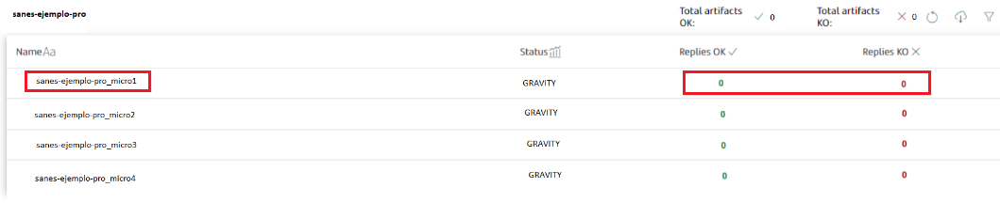 sanes-ejemplo-pro
Total artifacts OK: 0
Total artifacts KO: 0
Name Aa Status Replies OK Replies KO
sanes-ejemplo-pro_micro1 GRAVITY 0 0
sanes-ejemplo-pro_micro2 GRAVITY 0 0
sanes-ejemplo-pro_micro3 GRAVITY 0 0
sanes-ejemplo-pro_micro4 GRAVITY 0 0